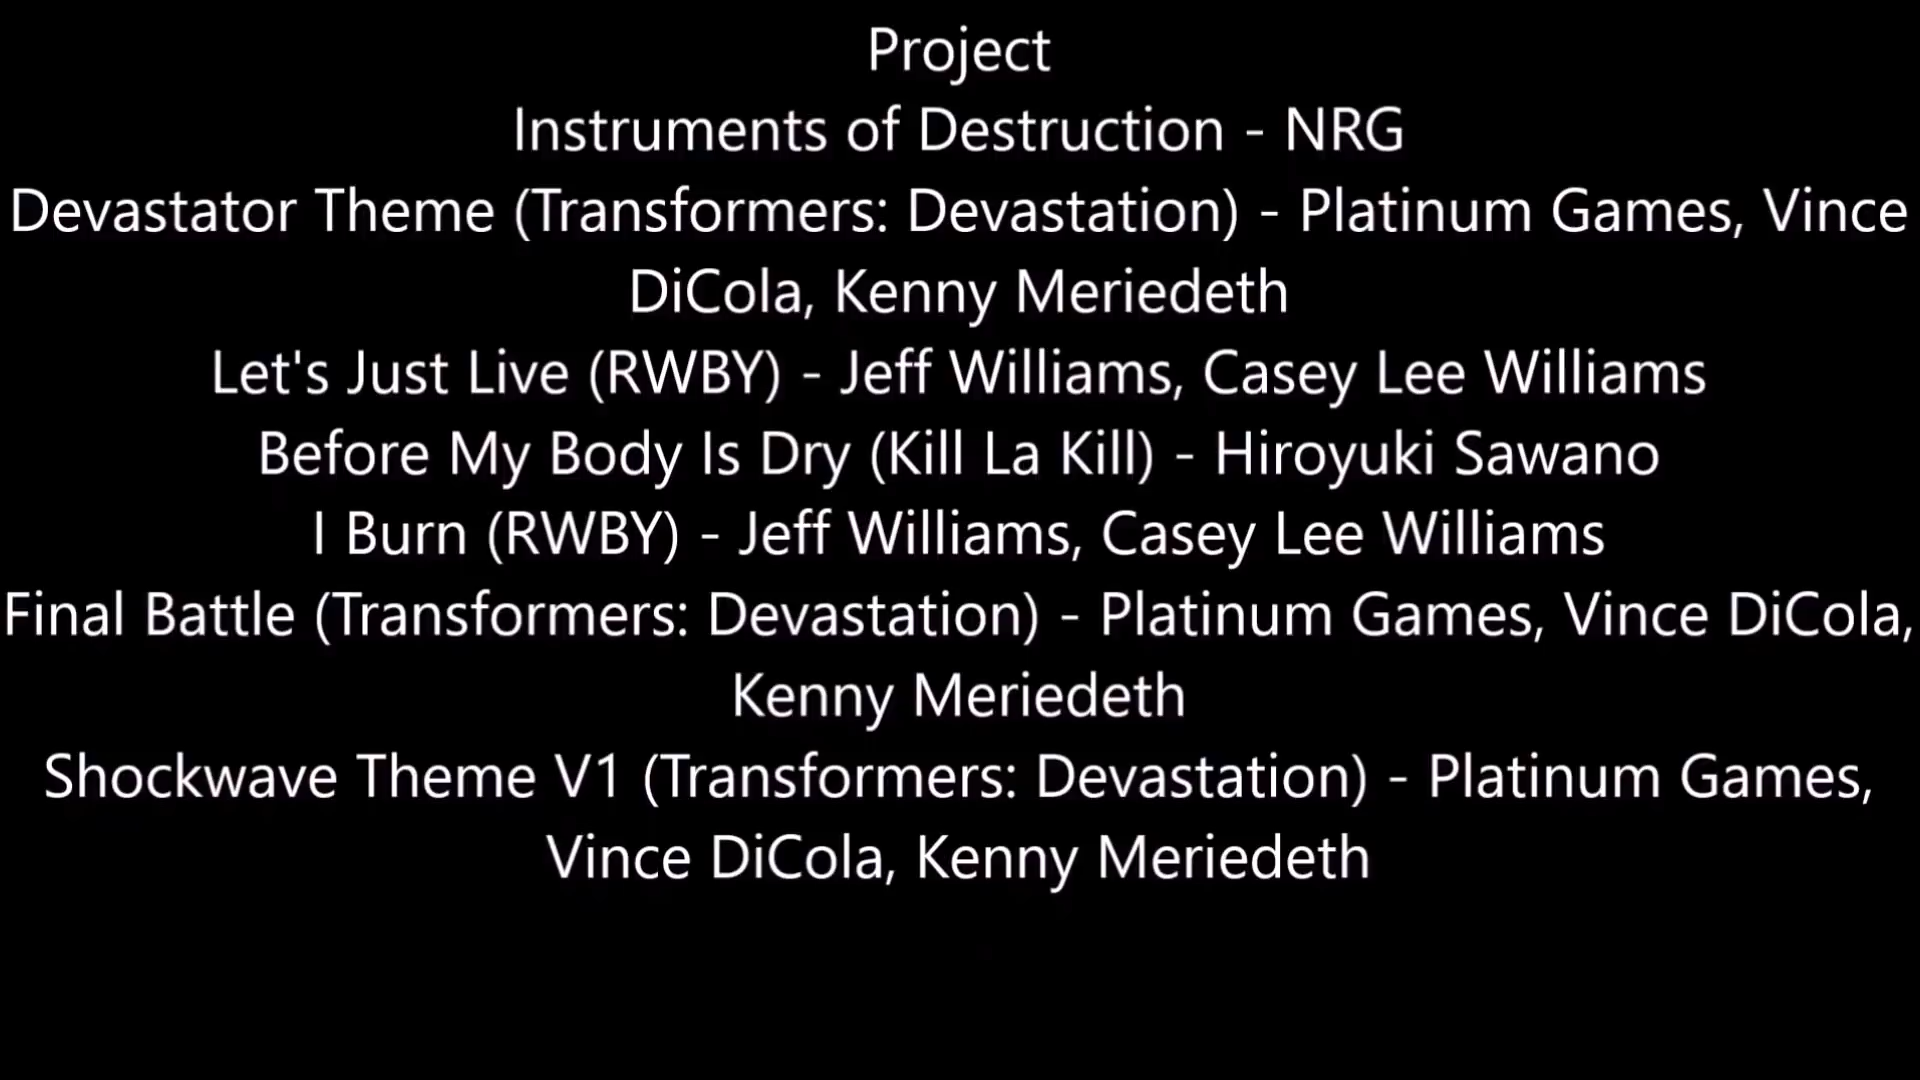 Project
Instruments of Destruction - NRG
Devastator Theme (Transformers: Devastation) - Platinum Games, Vince
DiCola, Kenny Meriedeth
Let's Just Live (RWBY) - Jeff Williams, Casey Lee Williams
Before My Body Is Dry (Kill La Kill) - Hiroyuki Sawano
I Burn (RWBY) - Jeff Williams, Casey Lee Williams
Final Battle (Transformers: Devastation) - Platinum Games, Vince DiCola,
Kenny Meriedeth
Shockwave Theme V1 (Transformers: Devastation) - Platinum Games,
Vince DiCola, Kenny Meriedeth